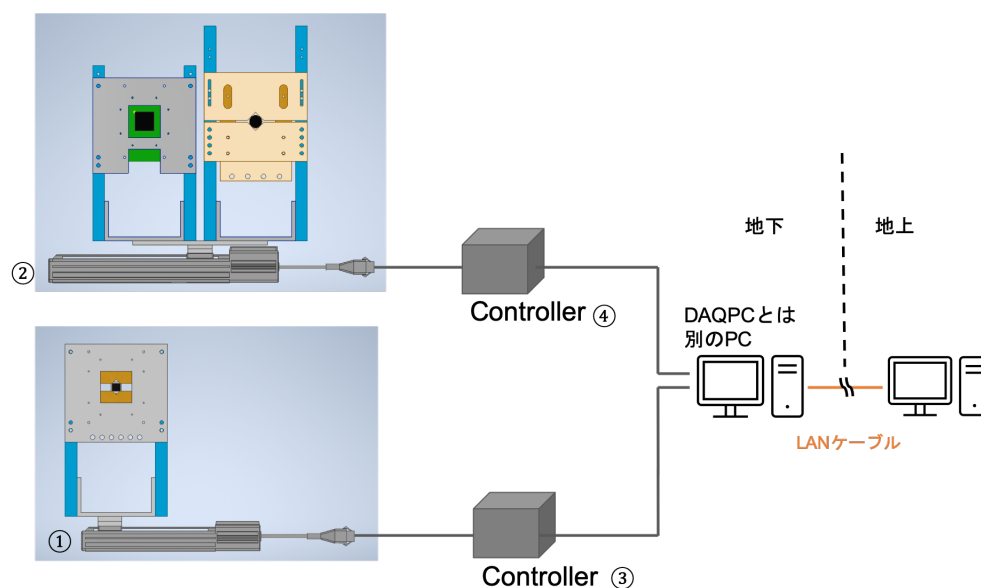 地下
地上
②
Controller ④
DAQPCとは
別のPC
LANケーブル
①
Controller ③